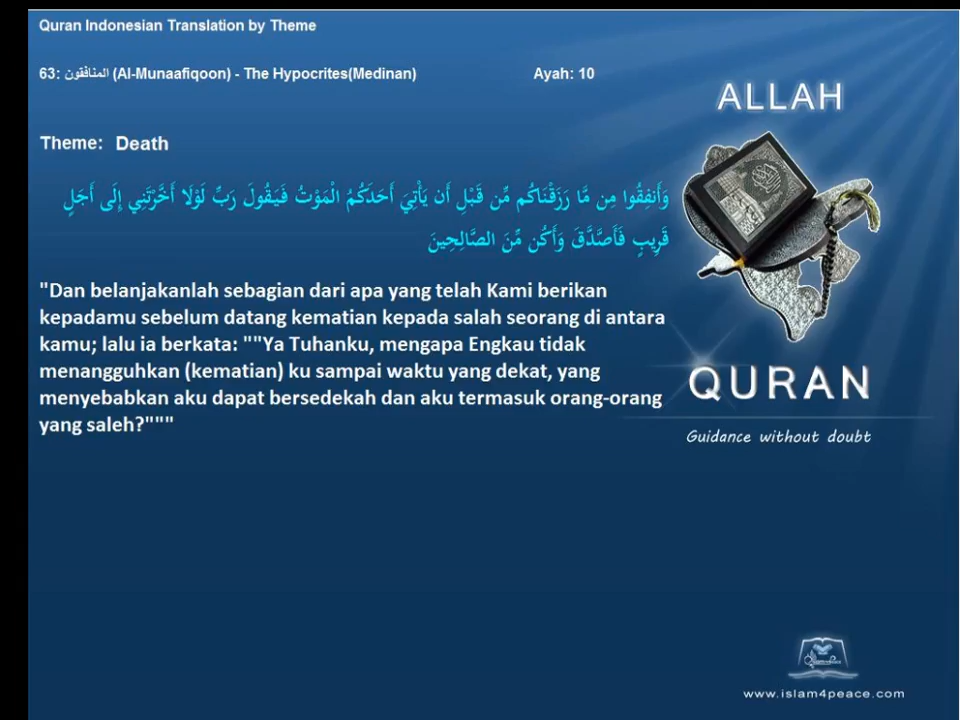 Quran Indonesian Translation by Theme
63: المنافقون (Al-Munaafiqoon) - The Hypocrites(Medinan) Ayah: 10
ALLAH
Theme: Death
وَأَنفِقُوا مِن مَّا رَزَقْنَاكُم مِّن قَبْلِ أَن يَأْتِيَ أَحَدَكُمُ الْمَوْتُ فَيَقُولَ رَبِّ لَوْلَا أَخَّرْتَنِي إِلَى أَجَلٍ
قَرِيبٍ فَأَصَّدَّقَ وَأَكُن مِّنَ الصَّالِحِينَ
"Dan belanjakanlah sebagian dari apa yang telah Kami berikan
kepadamu sebelum datang kematian kepada salah seorang di antara
kamu; lalu ia berkata: ""Ya Tuhanku, mengapa Engkau tidak
menangguhkan (kematian) ku sampai waktu yang dekat, yang
menyebabkan aku dapat bersedekah dan aku termasuk orang-orang
yang saleh?"""
QURAN
Guidance without doubt
www.islam4peace.com